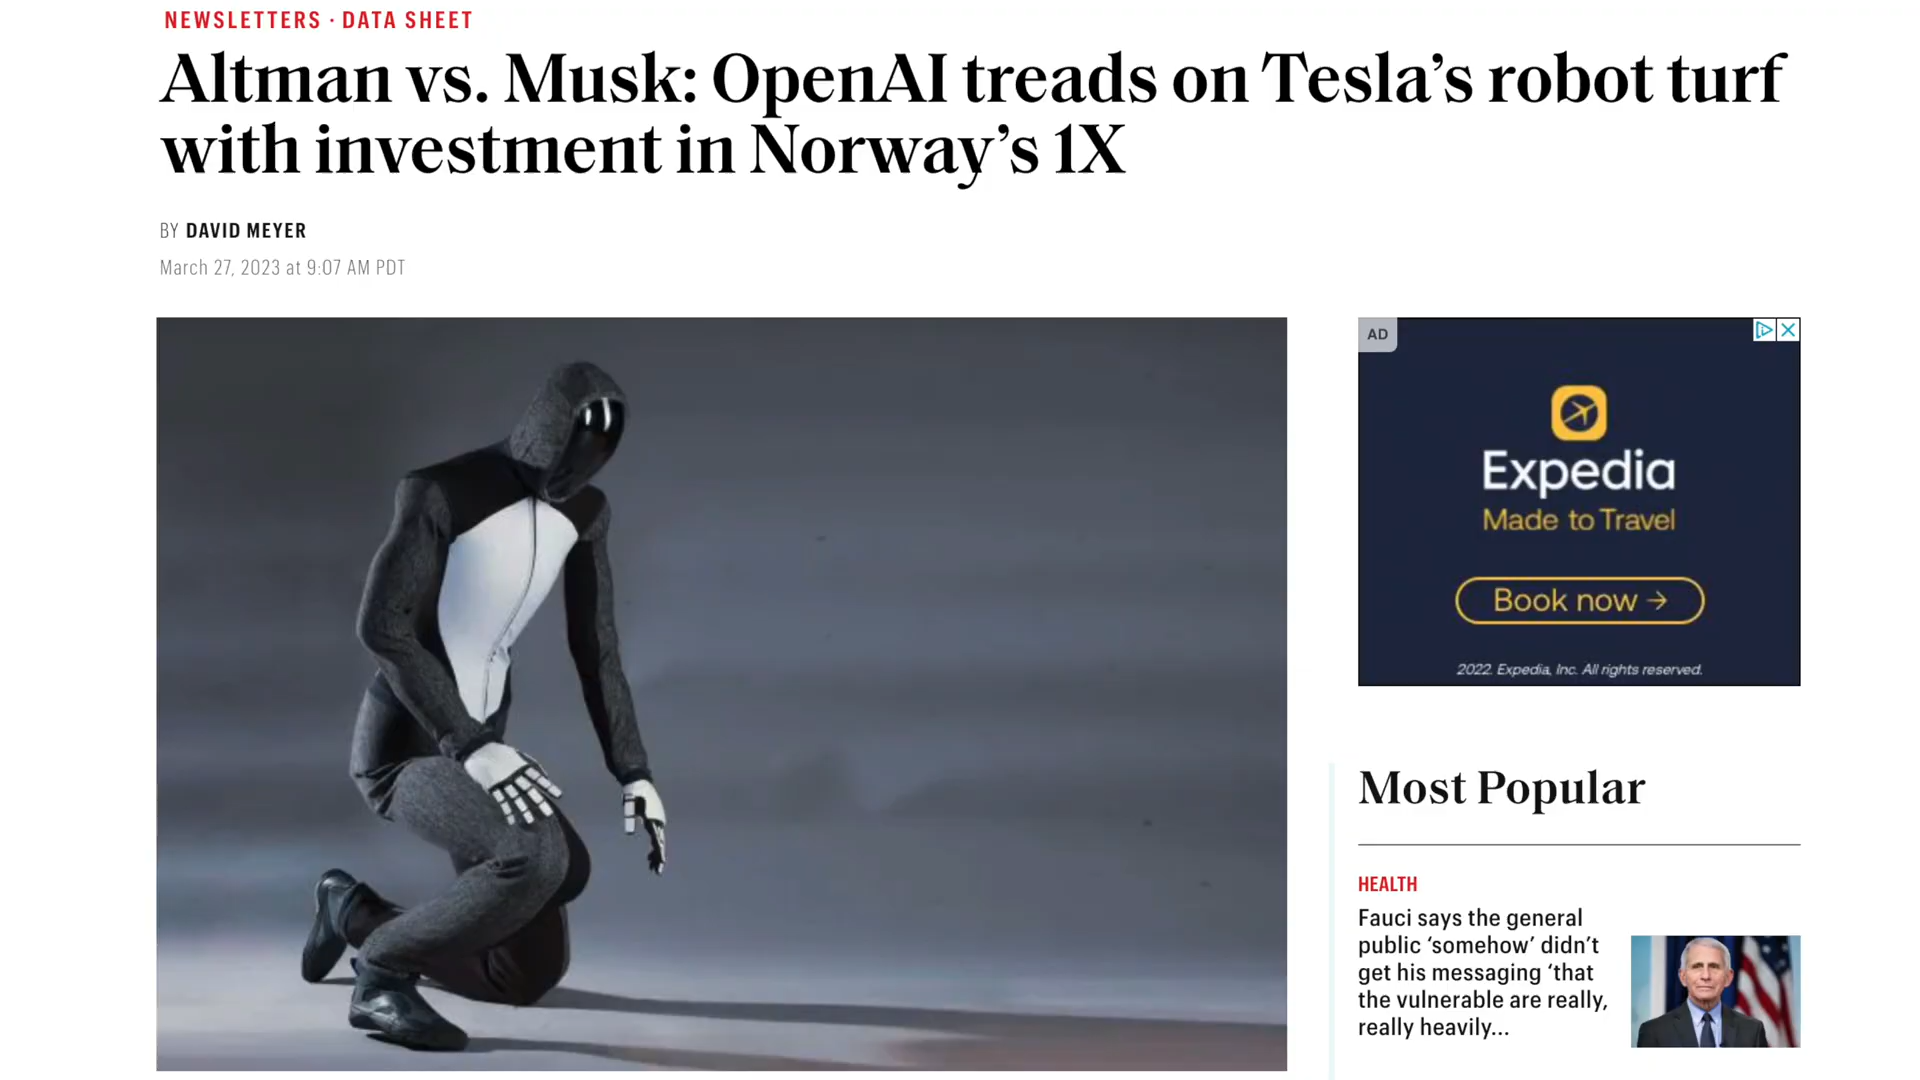 NEWSLETTERS · DATA SHEET
Altman vs. Musk: OpenAI treads on Tesla’s robot turf
with investment in Norway’s 1X
BY DAVID MEYER
March 27, 2023 at 9:07 AM PDT
AD
Expedia
Made to Travel
Book now →
2022. Expedia, Inc. All rights reserved.
Most Popular
HEALTH
Fauci says the general
public ‘somehow’ didn’t
get his messaging ‘that
the vulnerable are really,
really heavily...